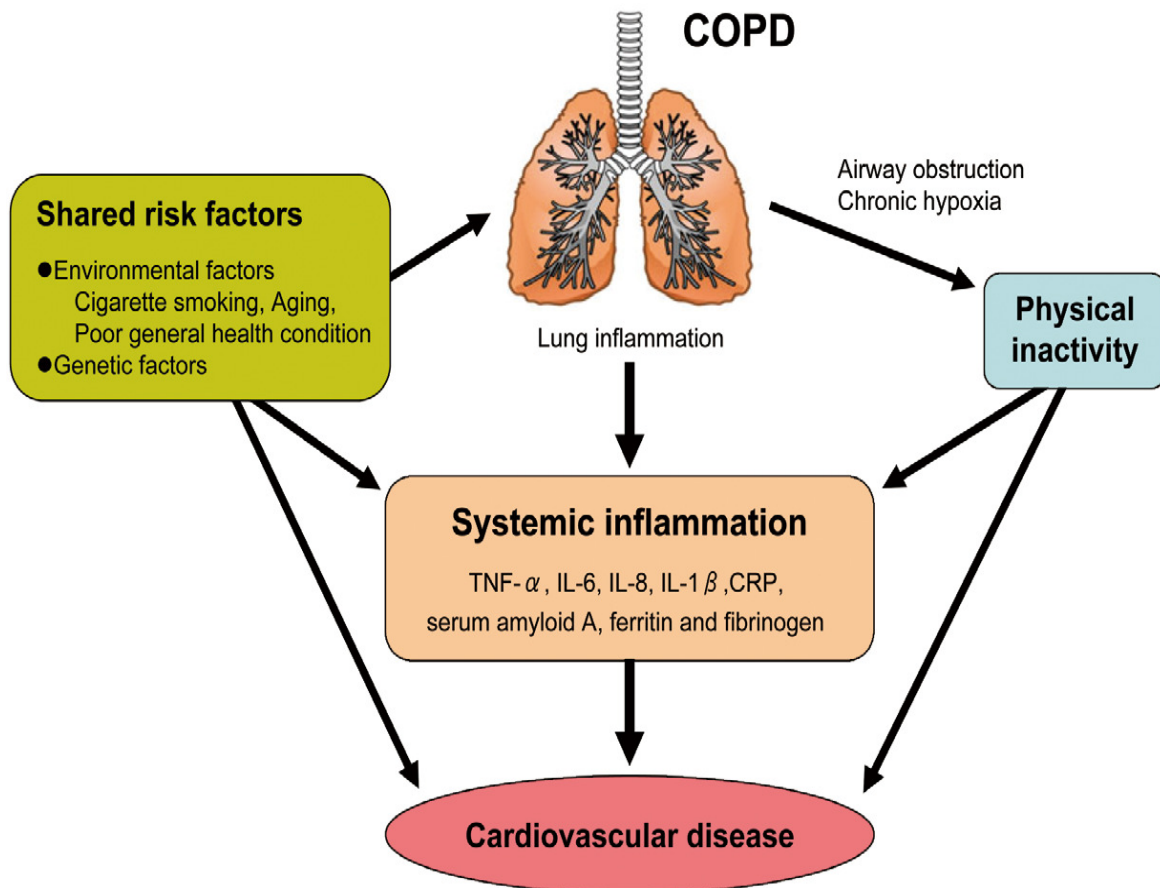 COPD
Airway obstruction
Chronic hypoxia
Shared risk factors
●Environmental factors
Cigarette smoking, Aging,
Poor general health condition
●Genetic factors
Lung inflammation
Physical
inactivity
Systemic inflammation
TNF-α, IL-6, IL-8, IL-1β,CRP,
serum amyloid A, ferritin and fibrinogen
Cardiovascular disease